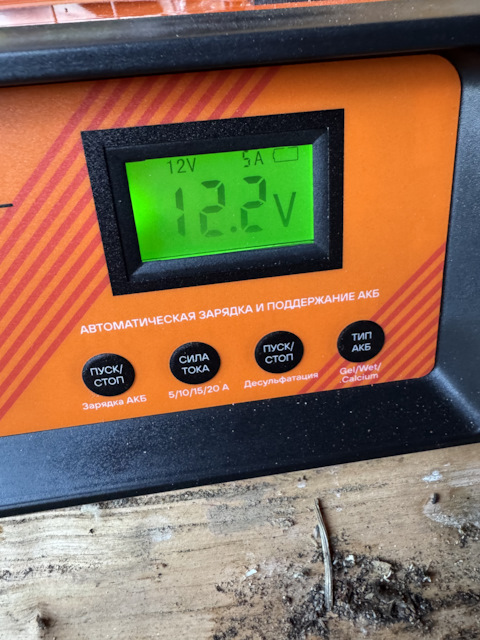 12V 5A
12.2V
АВТОМАТИЧЕСКАЯ ЗАРЯДКА И ПОДДЕРЖАНИЕ АКБ
ПУСК/
СТОП
Зарядка АКБ
СИЛА
ТОКА
5/10/15/20 А
ПУСК/
СТОП
Десульфатация
ТИП
АКБ
Gel/Wet/
Calcium